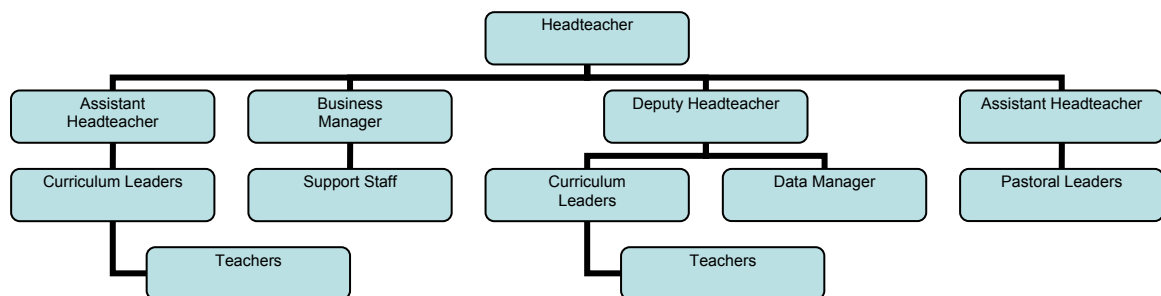 Headteacher
Assistant
Headteacher
Business
Manager
Deputy Headteacher
Assistant Headteacher
Curriculum Leaders
Support Staff
Curriculum
Leaders
Data Manager
Pastoral Leaders
Teachers
Teachers